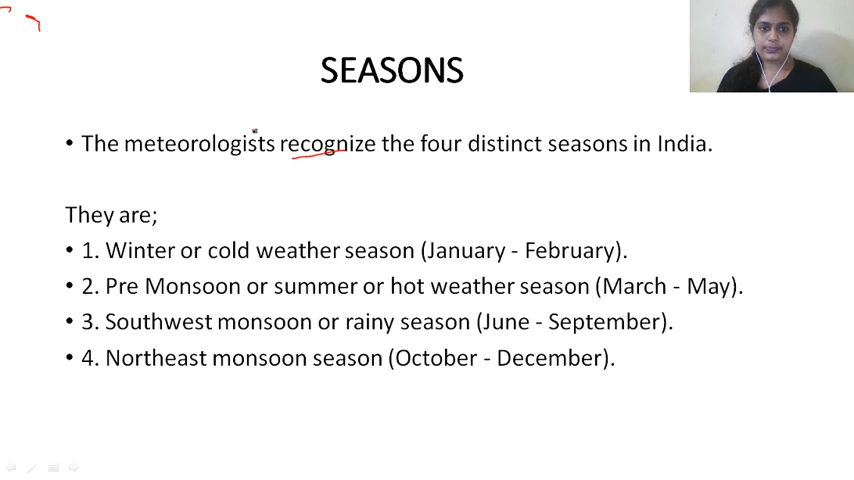 SEASONS
• The meteorologists recognize the four distinct seasons in India.
They are;
• 1. Winter or cold weather season (January - February).
• 2. Pre Monsoon or summer or hot weather season (March - May).
• 3. Southwest monsoon or rainy season (June - September).
• 4. Northeast monsoon season (October - December).